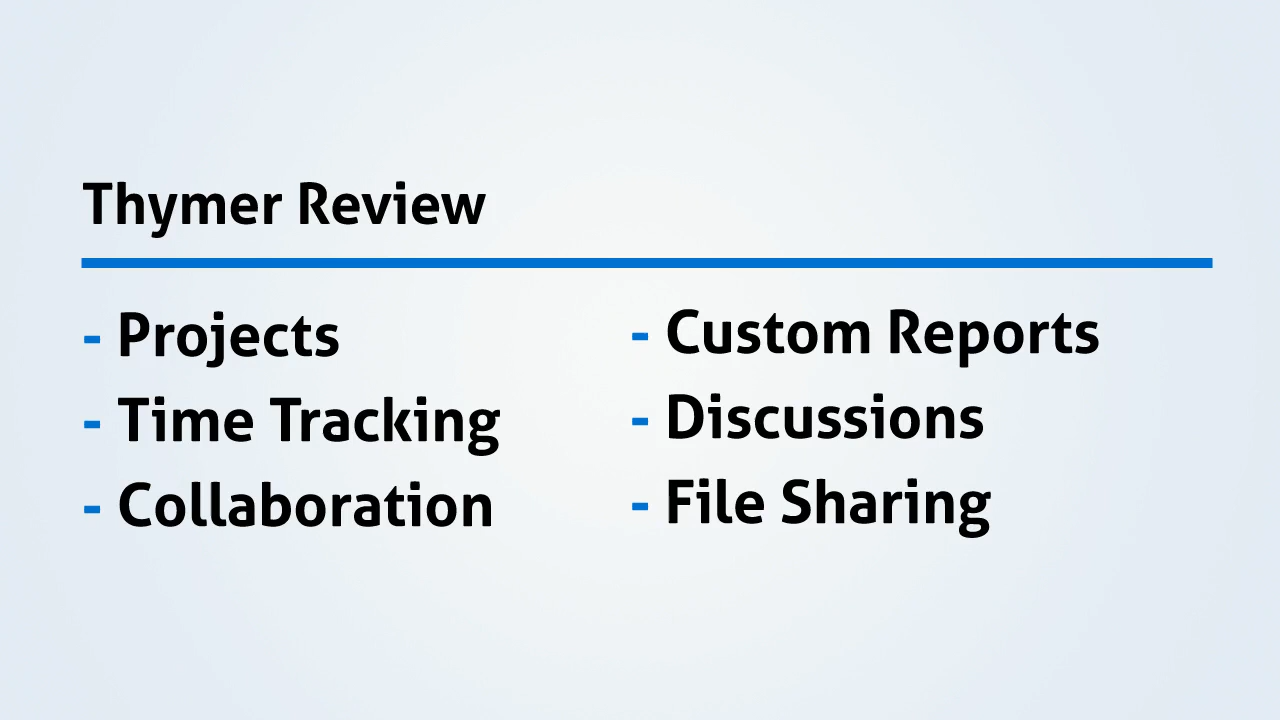 Thymer Review
- Projects
- Time Tracking
- Collaboration
- Custom Reports
- Discussions
- File Sharing